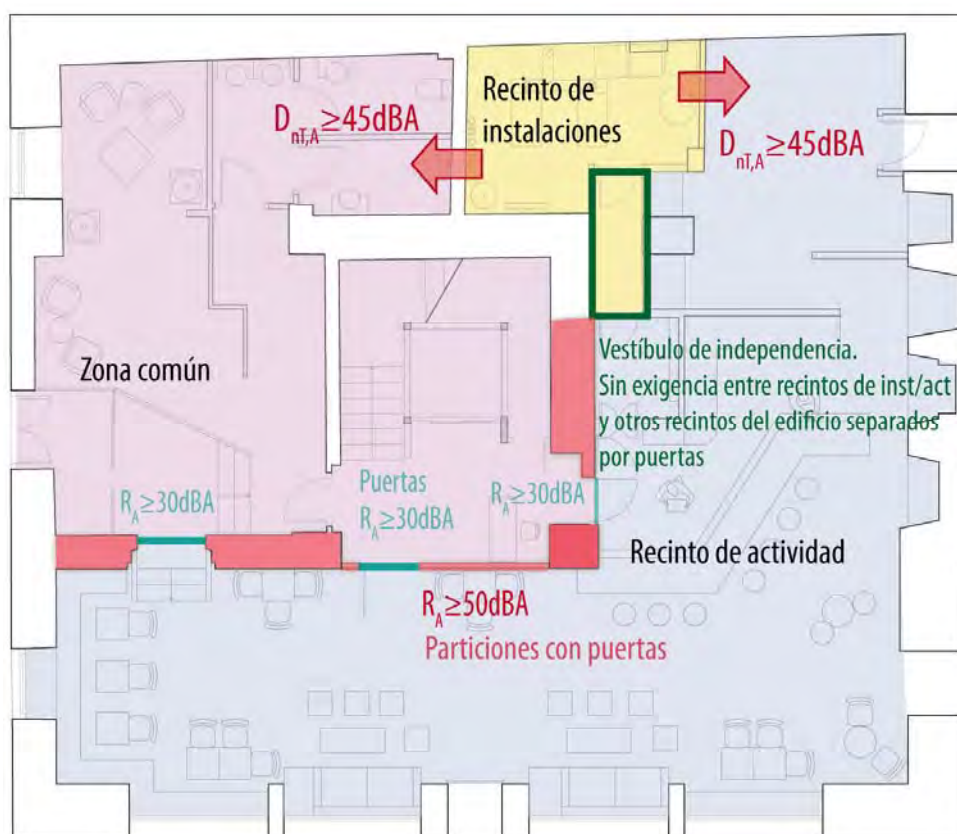 Recinto de
instalaciones
DnT,A≥45dBA
DnT,A≥45dBA
Zona común
Vestíbulo de independencia.
Sin exigencia entre recintos de inst/act
y otros recintos del edificio separados
por puertas
Puertas
RA≥30dBA
RA≥30dBA
RA≥30dBA
Recinto de actividad
RA≥50dBA
Particiones con puertas